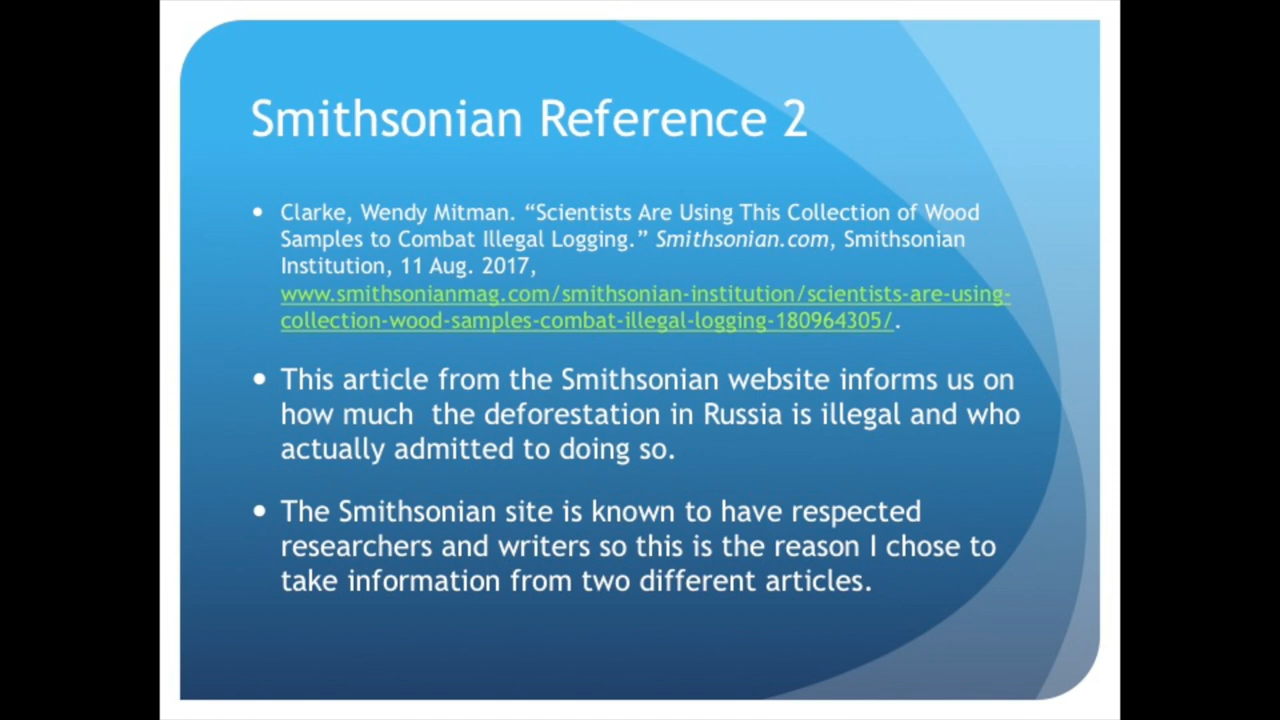 Smithsonian Reference 2
• Clarke, Wendy Mitman. “Scientists Are Using This Collection of Wood
Samples to Combat Illegal Logging.” Smithsonian.com, Smithsonian
Institution, 11 Aug. 2017,
www.smithsonianmag.com/smithsonian-institution/scientists-are-using-
collection-wood-samples-combat-illegal-logging-180964305/.
• This article from the Smithsonian website informs us on
how much  the deforestation in Russia is illegal and who
actually admitted to doing so.
• The Smithsonian site is known to have respected
researchers and writers so this is the reason I chose to
take information from two different articles.